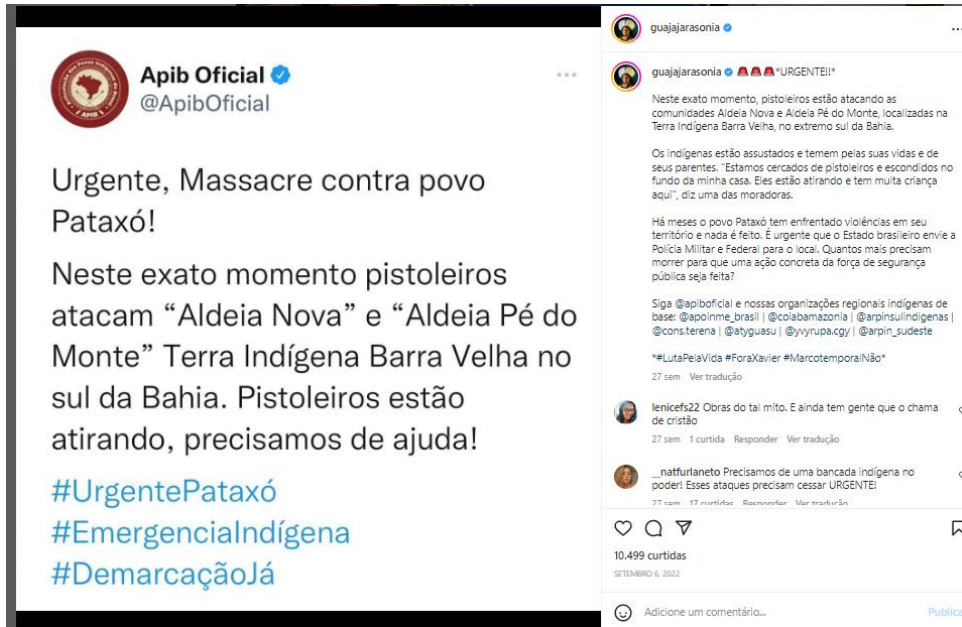 Apib Oficial
@ApibOficial
Urgente, Massacre contra povo
Pataxó!
Neste exato momento pistoleiros
atacam “Aldeia Nova” e “Aldeia Pé do
Monte” Terra Indígena Barra Velha no
sul da Bahia. Pistoleiros estão
atirando, precisamos de ajuda!
#UrgentePataxó
#EmergenciaIndígena
#DemarcaçãoJá
guajajarasonia
guajajarasonia *URGENTE!!*
Neste exato momento, pistoleiros estão atacando as
comunidades Aldeia Nova e Aldeia Pé do Monte, localizadas na
Terra Indígena Barra Velha, no extremo sul da Bahia.
Os indígenas estão assustados e temem pelas suas vidas e de
seus parentes. "Estamos cercados de pistoleiros e escondidos no
fundo da minha casa. Eles estão atirando e tem muita criança
aqui", diz uma das moradoras.
Há meses o povo Pataxó tem enfrentado violências em seu
território e nada é feito. É urgente que o Estado brasileiro envie a
Polícia Militar e Federal para o local. Quantos mais precisam
morrer para que uma ação concreta da força de segurança
pública seja feita?
Siga @apiboficial e nossas organizações regionais indígenas de
base: @apoinme_brasil | @coiabamazonia | @arpinsulindigenas |
@cons.terena | @atyguasu | @yvyrupa.cgy | @arpin_sudeste
*#LutaPelaVida #ForaXavier #MarcotemporalNão*
27 sem Ver tradução
lenicefs22 Obras do tal mito. E ainda tem gente que o chama
de cristão
27 sem 1 curtida Responder Ver tradução
__natfurlaneto Precisamos de uma bancada indígena no
poder! Esses ataques precisam cessar URGENTE!
27 sem 17 curtidas Responder Ver tradução
10.499 curtidas
SETEMBRO 6, 2022
Adicione um comentário...
Publica